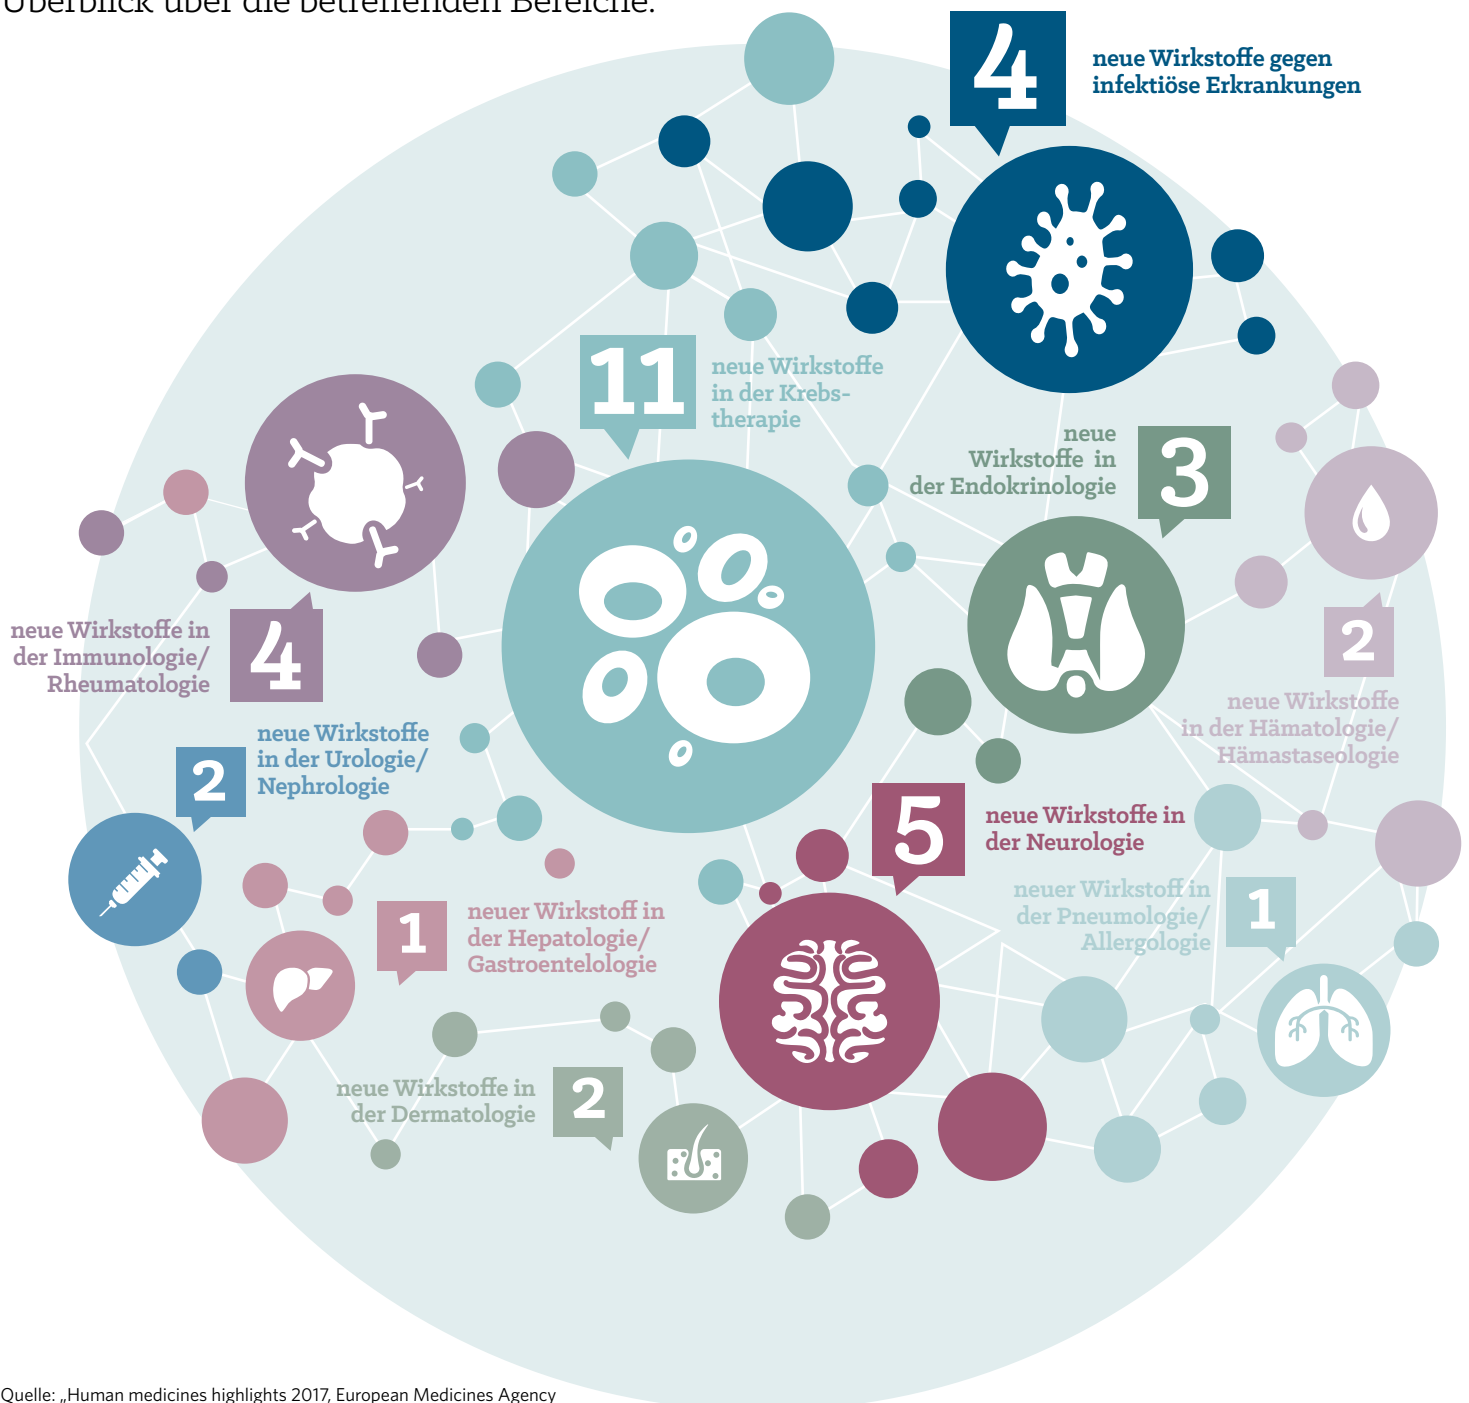 Überblick über die betreffenden Bereiche.
4
neue Wirkstoffe gegen
infektiöse Erkrankungen
11
neue Wirkstoffe
in der Krebs-
therapie
neue
Wirkstoffe in
der Endokrinologie
3
neue Wirkstoffe in
der Immunologie/
Rheumatologie
4
2
neue Wirkstoffe
in der Hämatologie/
Hämastaseologie
2
neue Wirkstoffe
in der Urologie/
Nephrologie
5
neue Wirkstoffe in
der Neurologie
neuer Wirkstoff in
der Pneumologie/
Allergologie
1
1
neuer Wirkstoff in
der Hepatologie/
Gastroentelologie
neue Wirkstoffe in
der Dermatologie
2
Quelle: „Human medicines highlights 2017, European Medicines Agency